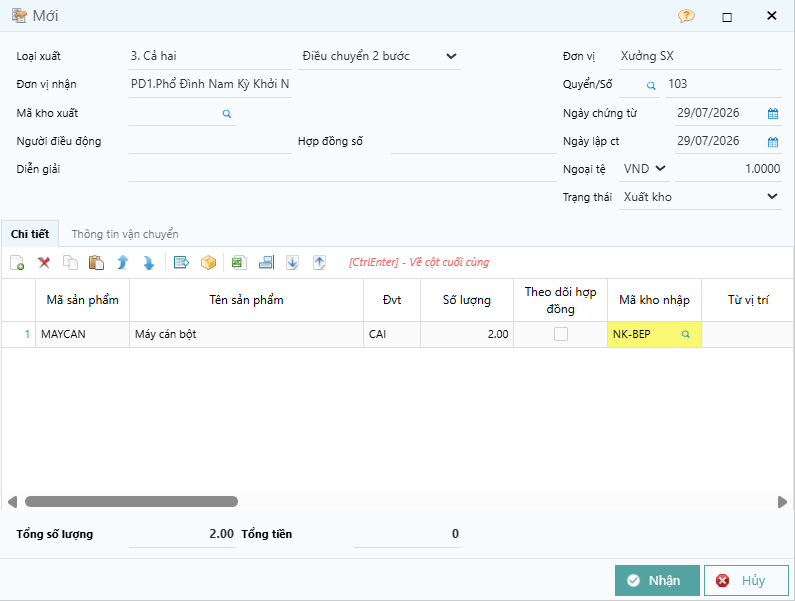 Mới
Loại xuất 3. Cả hai Điều chuyển 2 bước Đơn vị Xưởng SX
Đơn vị nhận PD1.Phổ Đình Nam Kỳ Khởi N Quyển/Số 103
Mã kho xuất Ngày chứng từ 29/07/2026
Người điều động Hợp đồng số Ngày lập ct 29/07/2026
Diễn giải Ngoại tệ VND 1.0000
Trạng thái Xuất kho
Chi tiết Thông tin vận chuyển
[CtrlEnter] - Về cột cuối cùng
Mã sản phẩm Tên sản phẩm Đvt Số lượng Theo dõi hợp đồng Mã kho nhập Từ vị trí
1 MAYCAN Máy cán bột CAI 2.00 NK-BEP
Tổng số lượng 2.00 Tổng tiền 0
Nhận Hủy